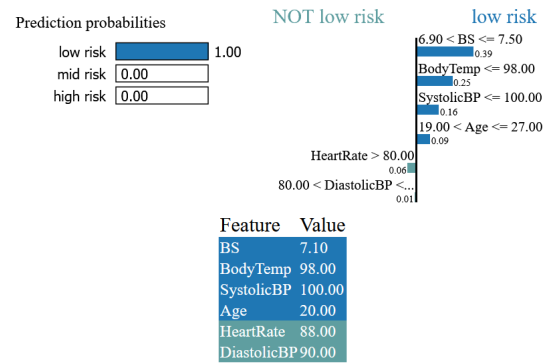 Prediction probabilities
low risk 1.00
mid risk 0.00
high risk 0.00
NOT low risk low risk
6.90 < BS <= 7.50
0.39
BodyTemp <= 98.00
0.25
SystolicBP <= 100.00
0.16
19.00 < Age <= 27.00
0.09
HeartRate > 80.00
0.06
80.00 < DiastolicBP <...
0.01
Feature Value
BS 7.10
BodyTemp 98.00
SystolicBP 100.00
Age 20.00
HeartRate 88.00
DiastolicBP 90.00